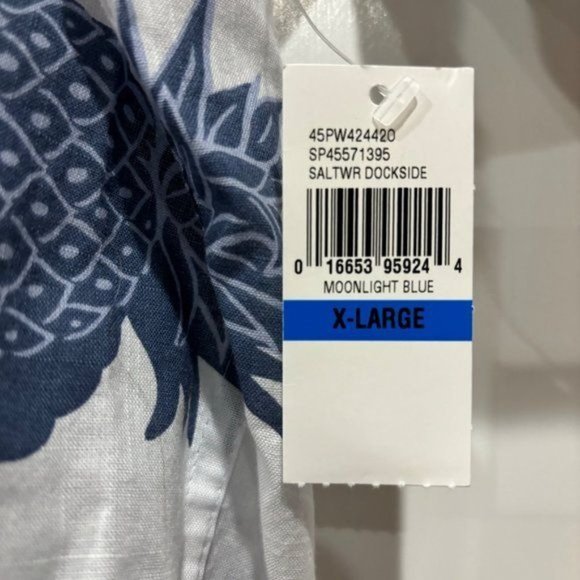 45PW424420
SP45571395
SALTWR DOCKSIDE
0 16653 95924 4
MOONLIGHT BLUE
X-LARGE